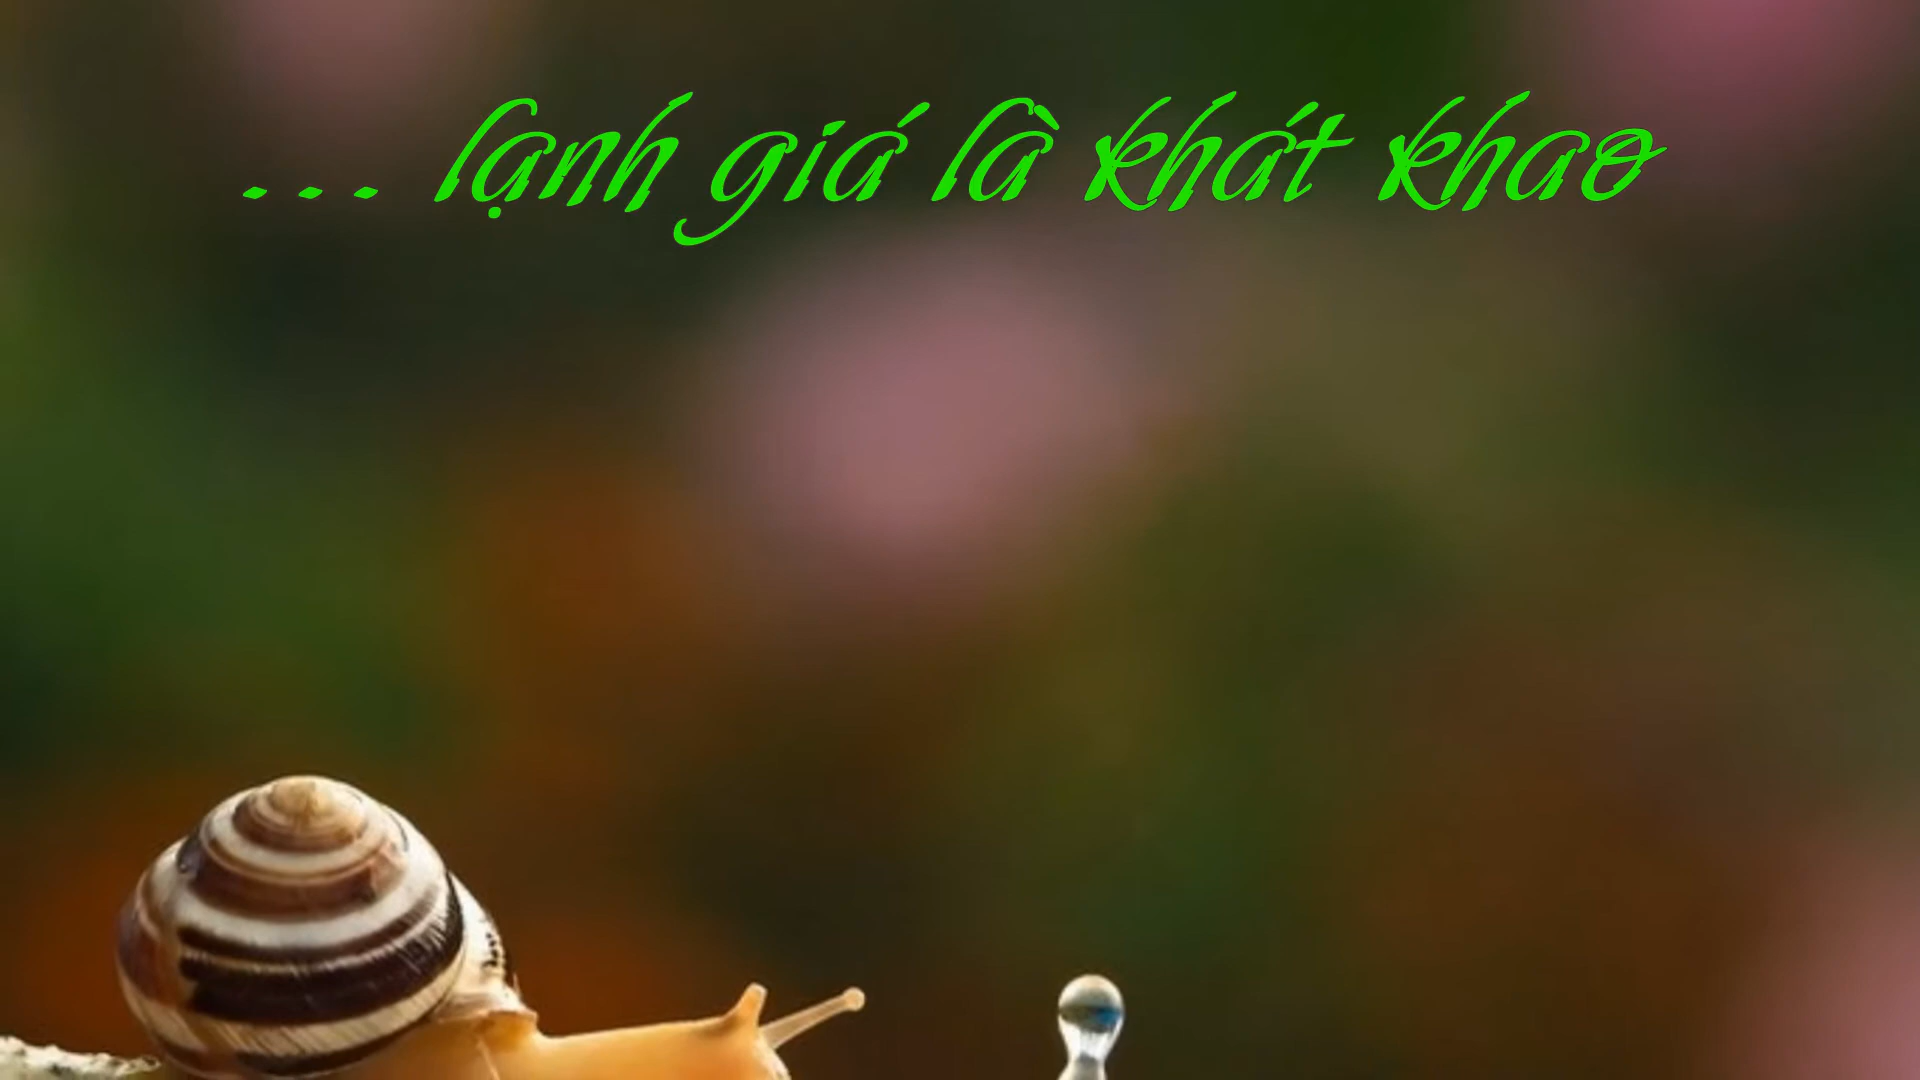 ... lạnh giá là khát khao